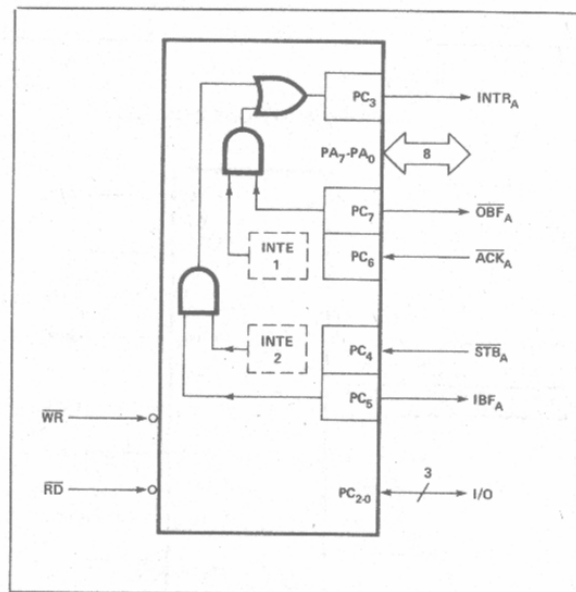 PC₃ INTRA
PA₇-PA₀ 8
PC₇ OBFA
INTE
1
PC₆ ACKA
INTE
2
PC₄ STBA
PC₅ IBFA
WR
RD
3
PC₂₋₀ I/O